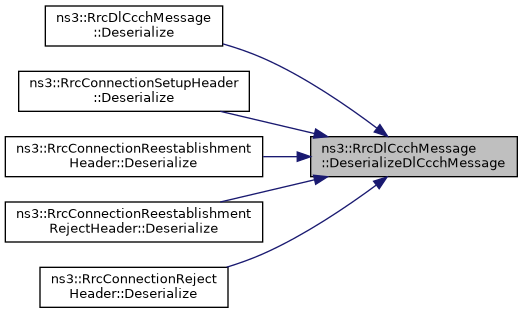 ns3::RrcDlCcchMessage
::Deserialize
ns3::RrcConnectionSetupHeader
::Deserialize
ns3::RrcConnectionReestablishment
Header::Deserialize
ns3::RrcDlCcchMessage
::DeserializeDlCcchMessage
ns3::RrcConnectionReestablishment
RejectHeader::Deserialize
ns3::RrcConnectionReject
Header::Deserialize